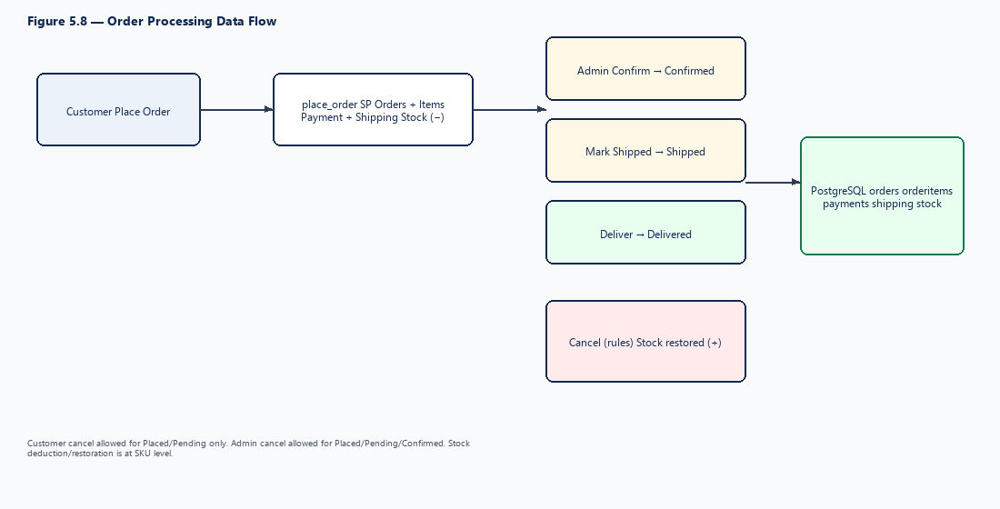 Figure 5.8 — Order Processing Data Flow
Customer Place Order
place_order SP Orders + Items
Payment + Shipping Stock (−)
Admin Confirm → Confirmed
Mark Shipped → Shipped
Deliver → Delivered
Cancel (rules) Stock restored (+)
PostgreSQL orders orderitems
payments shipping stock
Customer cancel allowed for Placed/Pending only. Admin cancel allowed for Placed/Pending/Confirmed. Stock
deduction/restoration is at SKU level.